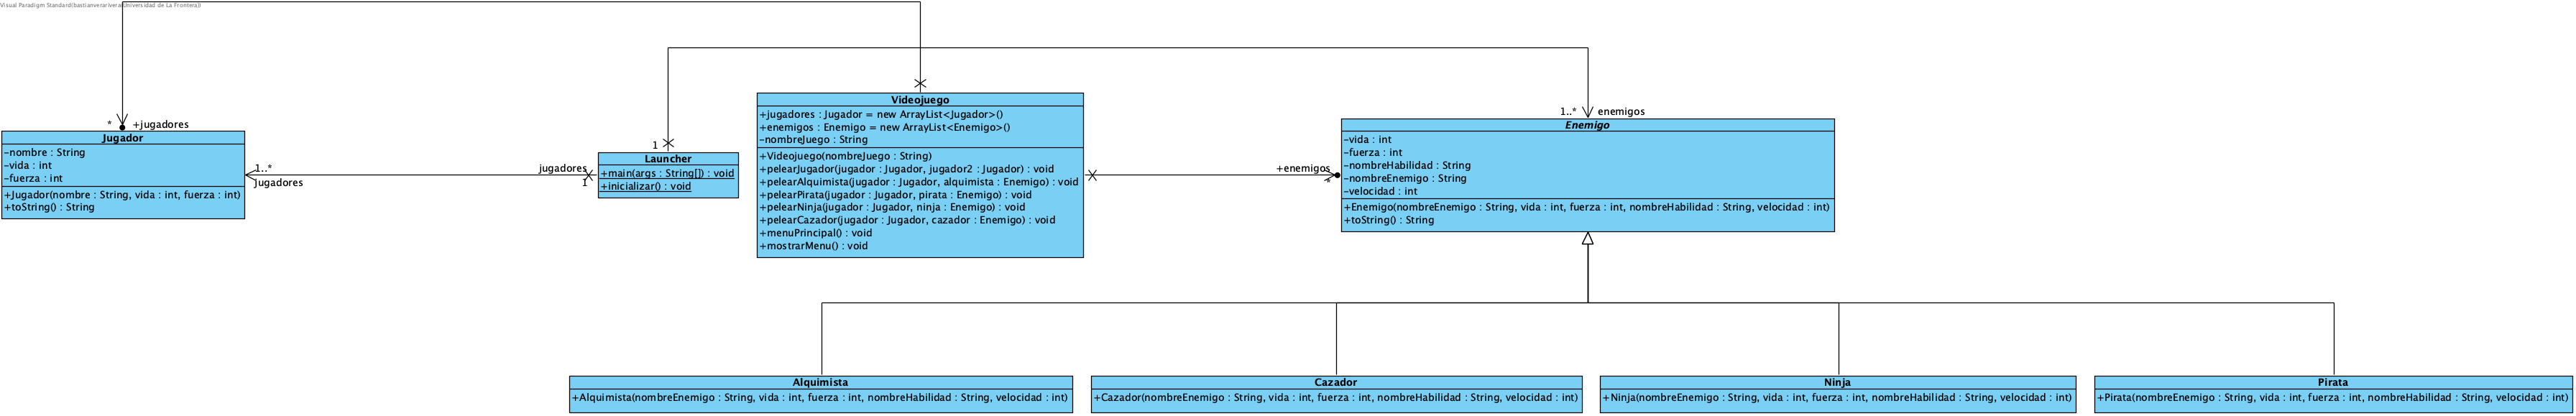 Visual Paradigm Standard(bastianverarivera(Universidad de La Frontera))
* +jugadores
Jugador
-nombre : String
-vida : int
-fuerza : int
+Jugador(nombre : String, vida : int, fuerza : int)
+toString() : String
1..*
jugadores
jugadores
1
1
Launcher
+main(args : String[]) : void
+inicializar() : void
Videojuego
+jugadores : Jugador = new ArrayList<Jugador>()
+enemigos : Enemigo = new ArrayList<Enemigo>()
-nombreJuego : String
+Videojuego(nombreJuego : String)
+pelearJugador(jugador : Jugador, jugador2 : Jugador) : void
+pelearAlquimista(jugador : Jugador, alquimista : Enemigo) : void
+pelearPirata(jugador : Jugador, pirata : Enemigo) : void
+pelearNinja(jugador : Jugador, ninja : Enemigo) : void
+pelearCazador(jugador : Jugador, cazador : Enemigo) : void
+menuPrincipal() : void
+mostrarMenu() : void
+enemigos
*
1..* enemigos
Enemigo
-vida : int
-fuerza : int
-nombreHabilidad : String
-nombreEnemigo : String
-velocidad : int
+Enemigo(nombreEnemigo : String, vida : int, fuerza : int, nombreHabilidad : String, velocidad : int)
+toString() : String
Alquimista
+Alquimista(nombreEnemigo : String, vida : int, fuerza : int, nombreHabilidad : String, velocidad : int)
Cazador
+Cazador(nombreEnemigo : String, vida : int, fuerza : int, nombreHabilidad : String, velocidad : int)
Ninja
+Ninja(nombreEnemigo : String, vida : int, fuerza : int, nombreHabilidad : String, velocidad : int)
Pirata
+Pirata(nombreEnemigo : String, vida : int, fuerza : int, nombreHabilidad : String, velocidad : int)